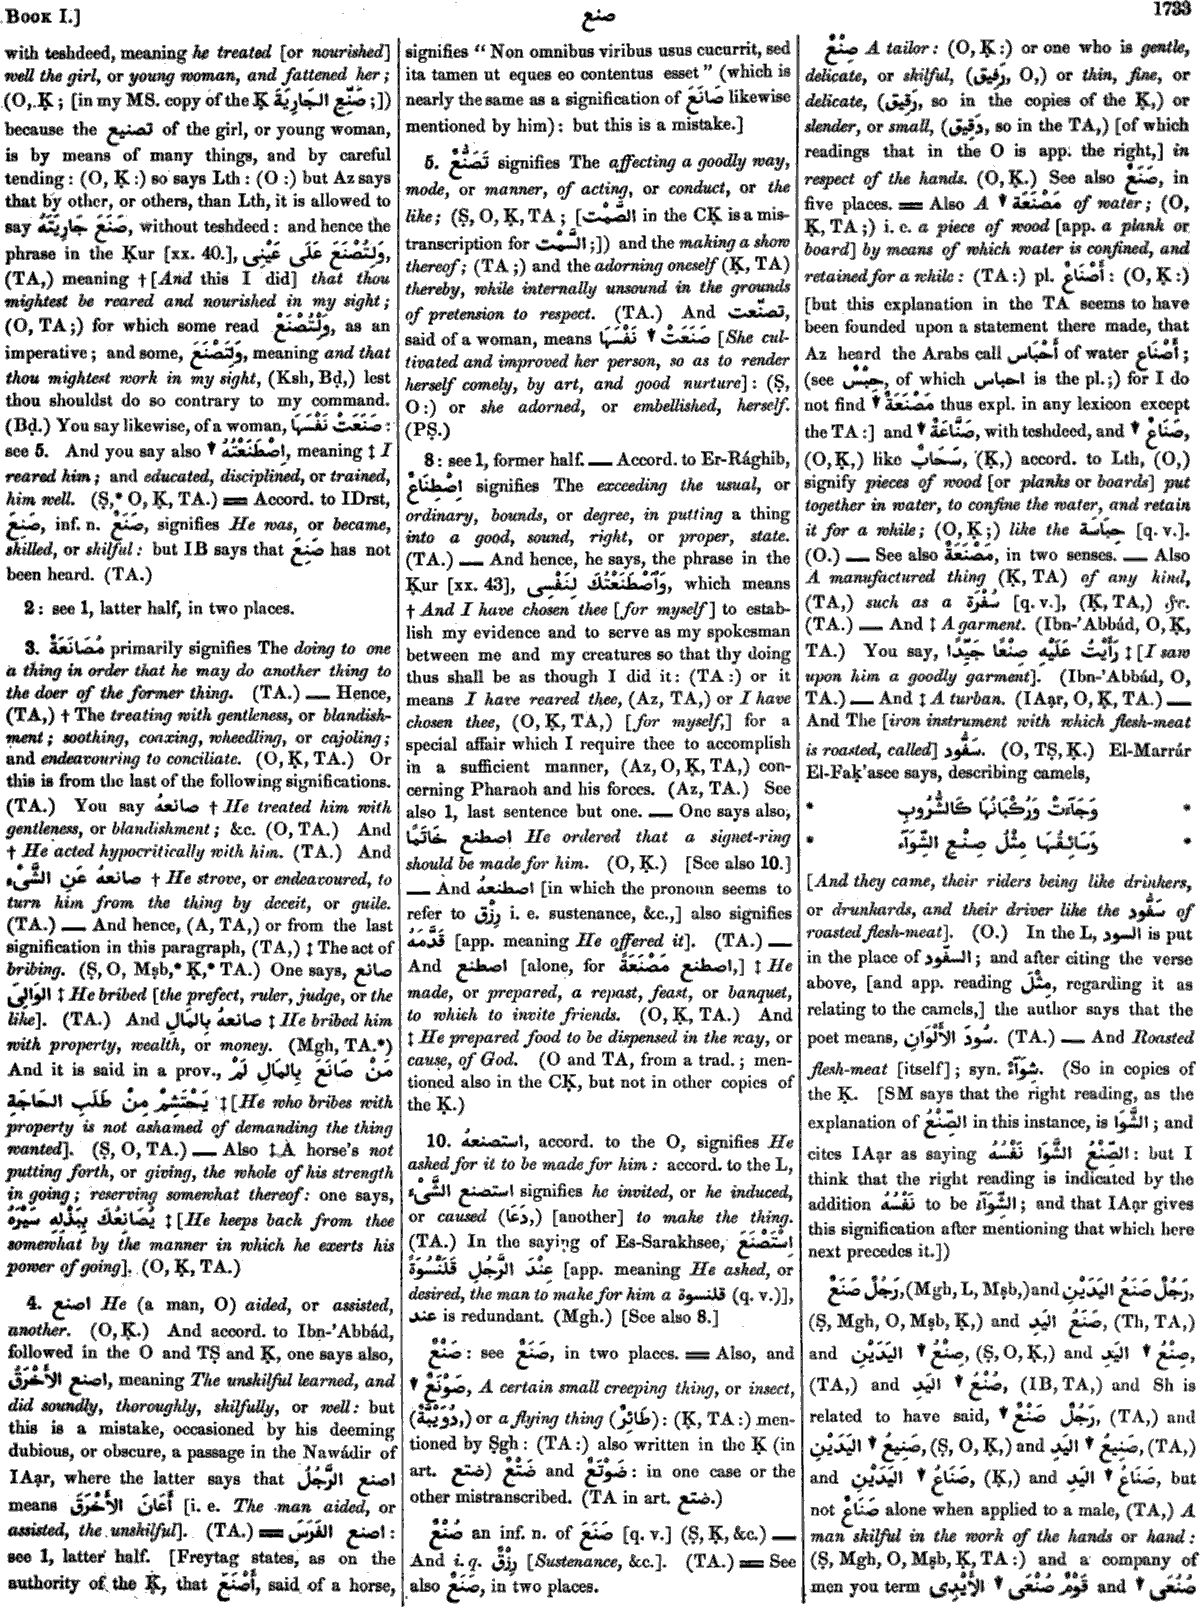 Book I.]
صنع
1733
with teshdeed, meaning he treated [or nourished]
well the girl, or young woman, and fattened her;
(O, Ḳ; [in my MS. copy of the Ḳ صَنَّعَ الجَارِيَةَ;])
because the تصنيع of the girl, or young woman,
is by means of many things, and by careful
tending: (O, Ḳ:) so says Lth: (O:) but Az says
that by other, or others, than Lth, it is allowed to
say صَنَعَ جَارِيَتَهُ, without teshdeed: and hence the
phrase in the Ḳur [xx. 40.], وَلِتُصْنَعَ عَلَى عَيْنِى,
(TA,) meaning † [And this I did] that thou
mightest be reared and nourished in my sight;
(O, TA;) for which some read وَلْتُصْنَعْ, as an
imperative; and some, وَلِتَصْنَعَ, meaning and that
thou mightest work in my sight, (Ksh, Bḍ,) lest
thou shouldst do so contrary to my command.
(Bḍ.) You say likewise, of a woman, صَنَعَتْ نَفْسَهَا:
see 5. And you say also ▾ اِصْطَنَعْتُهُ, meaning ‡ I
reared him; and educated, disciplined, or trained,
him well. (Ṣ,* O, Ḳ, TA.) ═ Accord. to IDrst,
صَنِعَ, inf. n. صَنَعٌ, signifies He was, or became,
skilled, or skilful: but IB says that صَنِعَ has not
been heard. (TA.)
2: see 1, latter half, in two places.
3. مُصَانَعَةٌ primarily signifies The doing to one
a thing in order that he may do another thing to
the doer of the former thing. (TA.) — Hence,
(TA,) † The treating with gentleness, or blandish-
ment; soothing, coaxing, wheedling, or cajoling;
and endeavouring to conciliate. (O, Ḳ, TA.) Or
this is from the last of the following significations.
(TA.) You say صانعهُ † He treated him with
gentleness, or blandishment; &c. (O, TA.) And
† He acted hypocritically with him. (TA.) And
صانعهُ عَنِ الشَّىْءِ † He strove, or endeavoured, to
turn him from the thing by deceit, or guile.
(TA.) — And hence, (A, TA,) or from the last
signification in this paragraph, (TA,) ‡ The act of
bribing. (Ṣ, O, Mṣb,* Ḳ,* TA.) One says, صانع
الوَالِىَ ‡ He bribed [the prefect, ruler, judge, or the
like]. (TA.) And صانعهُ بِالمَالِ ‡ He bribed him
with property, wealth, or money. (Mgh, TA.*)
And it is said in a prov., مَنْ صَانَعَ بِالمَالِ لَمْ
يَحْتَشِمْ مِنْ طَلَبِ الحَاجَةِ ‡ [He who bribes with
property is not ashamed of demanding the thing
wanted]. (Ṣ, O, TA.) — Also ‡ A horse's not
putting forth, or giving, the whole of his strength
in going; reserving somewhat thereof: one says,
يُصَانِعُكَ بِبَذْلِهِ سَيْرَهُ ‡ [He keeps back from thee
somewhat by the manner in which he exerts his
power of going]. (O, Ḳ, TA.)
4. اصنع He (a man, O) aided, or assisted,
another. (O, Ḳ.) And accord. to Ibn-'Abbád,
followed in the O and TṢ and Ḳ, one says also,
اصنع الأَخْرَقُ, meaning The unskilful learned, and
did soundly, thoroughly, skilfully, or well: but
this is a mistake, occasioned by his deeming
dubious, or obscure, a passage in the Nawádir of
IAạr, where the latter says that اصنع الرَّجُلُ
means أَعَانَ الأَخْرَقَ [i. e. The man aided, or
assisted, the unskilful]. (TA.) ═ اصنع الفَرَسَ:
see 1, latter half. [Freytag states, as on the
authority of the Ḳ, that أَصْنَعَ, said of a horse,
signifies “Non omnibus viribus usus cucurrit, sed
ita tamen ut eques eo contentus esset” (which is
nearly the same as a signification of صَانَعَ likewise
mentioned by him): but this is a mistake.]
5. تَصَنُّعٌ signifies The affecting a goodly way,
mode, or manner, of acting, or conduct, or the
like; (Ṣ, O, Ḳ, TA; [الصَّمْت in the CḲ is a mis-
transcription for السَّمْت;]) and the making a show
thereof; (TA;) and the adorning oneself (Ḳ, TA)
thereby, while internally unsound in the grounds
of pretension to respect. (TA.) And تصنّعت,
said of a woman, means صَنَعَتْ ▾ نَفْسَهَا [She cul-
tivated and improved her person, so as to render
herself comely, by art, and good nurture]: (Ṣ,
O:) or she adorned, or embellished, herself.
(PṢ.)
8: see 1, former half. — Accord. to Er-Rághib,
اِصْطِنَاعٌ signifies The exceeding the usual, or
ordinary, bounds, or degree, in putting a thing
into a good, sound, right, or proper, state.
(TA.) — And hence, he says, the phrase in the
Ḳur [xx. 43], وَٱصْطَنَعْتُكَ لِنَفْسِى, which means
† And I have chosen thee [for myself] to estab-
lish my evidence and to serve as my spokesman
between me and my creatures so that thy doing
thus shall be as though I did it: (TA:) or it
means I have reared thee, (Az, TA,) or I have
chosen thee, (O, Ḳ, TA,) [for myself,] for a
special affair which I require thee to accomplish
in a sufficient manner, (Az, O, Ḳ, TA,) con-
cerning Pharaoh and his forces. (Az, TA.) See
also 1, last sentence but one. — One says also,
اصطنع خَاتَمًا He ordered that a signet-ring
should be made for him. (O, Ḳ.) [See also 10.]
— And اصطنعهُ [in which the pronoun seems to
refer to رِزْق i. e. sustenance, &c.,] also signifies
قَدَّمَهُ [app. meaning He offered it]. (TA.) —
And اصطنع [alone, for اصطنع مَصْنَعَةً,] ‡ He
made, or prepared, a repast, feast, or banquet,
to which to invite friends. (O, Ḳ, TA.) And
‡ He prepared food to be dispensed in the way, or
cause, of God. (O and TA, from a trad.; men-
tioned also in the CḲ, but not in other copies of
the Ḳ.)
10. استصنعهُ, accord. to the O, signifies He
asked for it to be made for him: accord. to the L,
استصنع الشَّىْءَ signifies he invited, or he induced,
or caused (دَعَا,) [another] to make the thing.
(TA.) In the saying of Es-Sarakhsee, اِسْتَصْنَعَ
عِنْدَ الرَّجُلِ قَلَنْسُوَةً [app. meaning He asked, or
desired, the man to make for him a قلنسوة (q. v.)],
عند is redundant. (Mgh.) [See also 8.]
صَنْعٌ: see صَنَعٌ, in two places. ═ Also, and
▾ صَوْنَعٌ, A certain small creeping thing, or insect,
(دُوَيْبَّةٌ,) or a flying thing (طَائِرٌ): (Ḳ, TA:) men-
tioned by Ṣgh: (TA:) also written in the Ḳ (in
art. ضتع) ضَتْعٌ and ضَوْتَعٌ: in one case or the
other mistranscribed. (TA in art. ضتع.)
صُنْعٌ an inf. n. of صَنَعَ [q. v.] (Ṣ, Ḳ, &c.) —
And i. q. رِزْقٌ [Sustenance, &c.]. (TA.) ═ See
also صَنَعٌ, in two places.
صِنْعٌ A tailor: (O, Ḳ:) or one who is gentle,
delicate, or skilful, (رَفِيق, O,) or thin, fine, or
delicate, (رَقِيق, so in the copies of the Ḳ,) or
slender, or small, (دَقِيق, so in the TA,) [of which
readings that in the O is app. the right,] in
respect of the hands. (O, Ḳ.) See also صَنَعٌ, in
five places. ═ Also A ▾ مَصْنَعَة of water; (O,
Ḳ, TA;) i. e. a piece of wood [app. a plank or
board] by means of which water is confined, and
retained for a while: (TA:) pl. أَصْنَاعٌ: (O, Ḳ:)
[but this explanation in the TA seems to have
been founded upon a statement there made, that
Az heard the Arabs call أَحْبَاس of water أَصْنَاع;
(see حِبْسٌ, of which احباس is the pl.;) for I do
not find ▾ مَصْنَعَةٌ thus expl. in any lexicon except
the TA:] and ▾ صَنَّاعَةٌ, with teshdeed, and ▾ صَنَاعٌ,
(O, Ḳ,) like سَحَابٌ, (Ḳ,) accord. to Lth, (O,)
signify pieces of wood [or planks or boards] put
together in water, to confine the water, and retain
it for a while; (O, Ḳ;) like the حِبَاسَة [q. v.].
(O.) — See also مَصْنَعَةٌ, in two senses. — Also
A manufactured thing (Ḳ, TA) of any kind,
(TA,) such as a سُفْرَة [q. v.], (Ḳ, TA,) &c.
(TA.) — And ‡ A garment. (Ibn-'Abbád, O, Ḳ,
TA.) You say, رَأَيْتُ عَلَيْهِ صِنْعًا جَيِّدًا ‡ [I saw
upon him a goodly garment]. (Ibn-'Abbád, O,
TA.) — And ‡ A turban. (IAạr, O, Ḳ, TA.) —
And The [iron instrument with which flesh-meat
is roasted, called] سَفُّود. (O, TṢ, Ḳ.) El-Marrár
El-Faḳ'asee says, describing camels,
* وَجَآءَتْ وَرُكْبَانُهَا كَالشُّرُوبِ *
* وَسَائِقُهَا مِثْلُ صِنْعِ الشِّوَآءِ *
[And they came, their riders being like drinkers,
or drunkards, and their driver like the سَفُّود of
roasted flesh-meat]. (O.) In the L, السود is put
in the place of السفّود; and after citing the verse
above, [and app. reading مِثْلَ, regarding it as
relating to the camels,] the author says that the
poet means, سُودَ الأَلْوَانِ. (TA.) — And Roasted
flesh-meat [itself]; syn. شِوَآءٌ. (So in copies of
the Ḳ. [SM says that the right reading, as the
explanation of الصِّنْعُ in this instance, is الشَّوَا; and
cites IAạr as saying الصِّنْعُ الشَّوَا نَفْسُهُ: but I
think that the right reading is indicated by the
addition نَفْسُهُ to be الشِّوَآءُ; and that IAạr gives
this signification after mentioning that which here
next precedes it.])
رَجُلٌ صَنَعٌ, (Mgh, L, Mṣb,) and رَجُلٌ صَنَعُ اليَدَيْنِ,
(Ṣ, Mgh, O, Mṣb, Ḳ,) and صَنَعُ اليَدِ, (Th, TA,)
and صِنْعُ ▾ اليَدَيْنِ, (Ṣ, O, Ḳ,) and صِنْعُ ▾ اليَدِ,
(TA,) and صُنْعُ ▾ اليَدِ, (IB, TA,) and Sh is
related to have said, رَجُلٌ صَنْعٌ ▾, (TA,) and
صَنِيعُ ▾ اليَدَيْنِ, (Ṣ, O, Ḳ,) and صَنِيعُ ▾ اليَدِ, (TA,)
and صَنَاعُ ▾ اليَدَيْنِ, (Ḳ,) and صَنَاعُ ▾ اليَدِ, but
not صَنَاعٌ alone when applied to a male, (TA,) A
man skilful in the work of the hands or hand:
(Ṣ, Mgh, O, Mṣb, Ḳ, TA:) and a company of
men you term قَوْمٌ صُنْعَى ▾ الأَيْدِى and صُنُعَى ▾